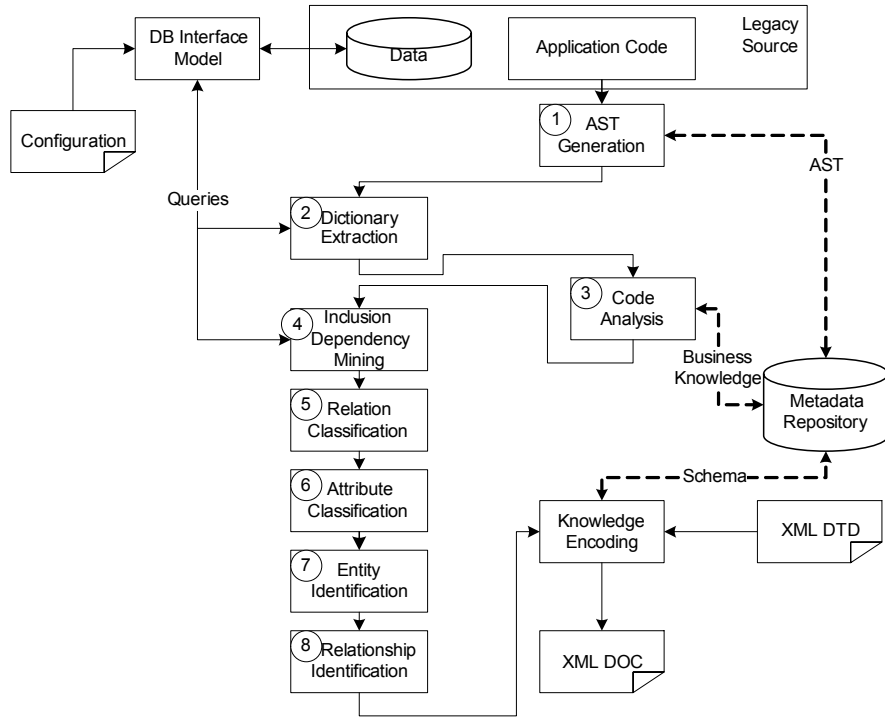 DB Interface
Model
Data
Application Code
Legacy
Source
Configuration
1
AST
Generation
AST
Queries
2
Dictionary
Extraction
3
Code
Analysis
4
Inclusion
Dependency
Mining
Business
Knowledge
Metadata
Repository
5
Relation
Classification
6
Attribute
Classification
Schema
Knowledge
Encoding
XML DTD
7
Entity
Identification
8
Relationship
Identification
XML DOC